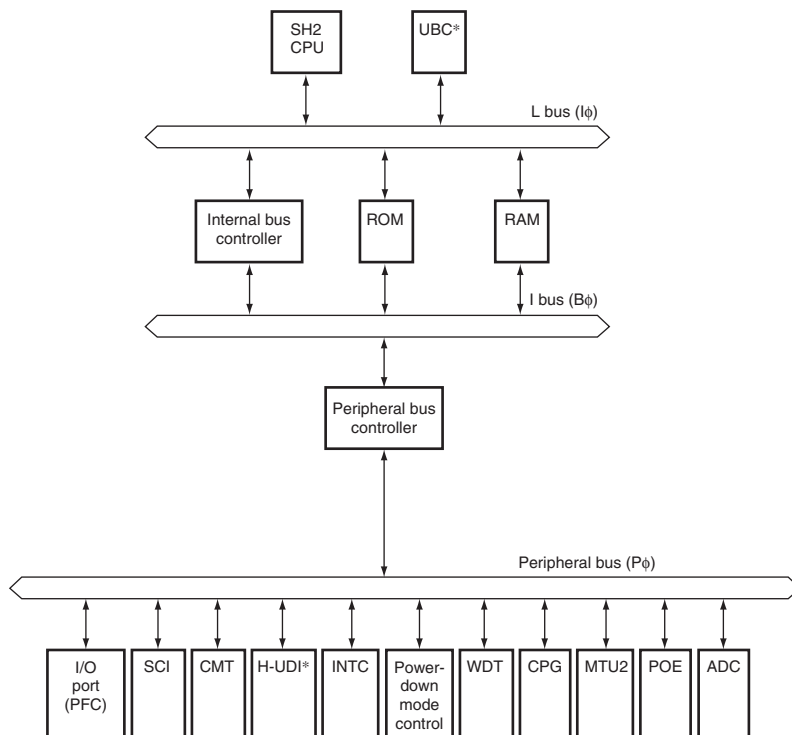 SH2
CPU
UBC*
L bus (Iϕ)
Internal bus
controller
ROM
RAM
I bus (Bϕ)
Peripheral bus
controller
Peripheral bus (Pϕ)
I/O
port
(PFC)
SCI
CMT
H-UDI*
INTC
Power-
down
mode
control
WDT
CPG
MTU2
POE
ADC